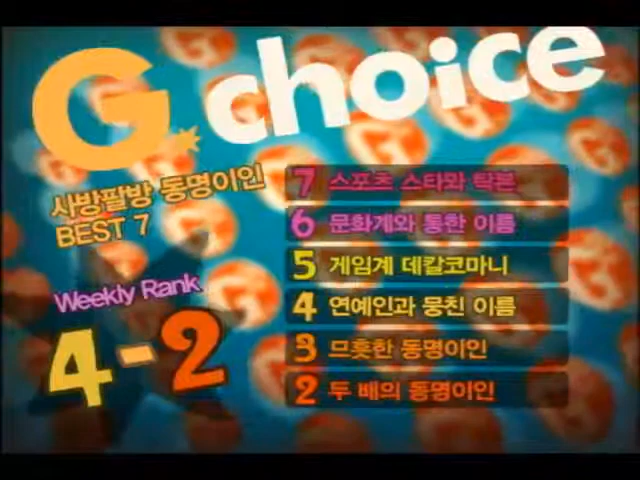 G choice
사방팔방 동명이인
BEST 7
Weekly Rank
4-2
7 스포츠 스타와 탁본
6 문화계와 통한 이름
5 게임계 데칼코마니
4 연예인과 뭉친 이름
3 므흣한 동명이인
2 두 배의 동명이인